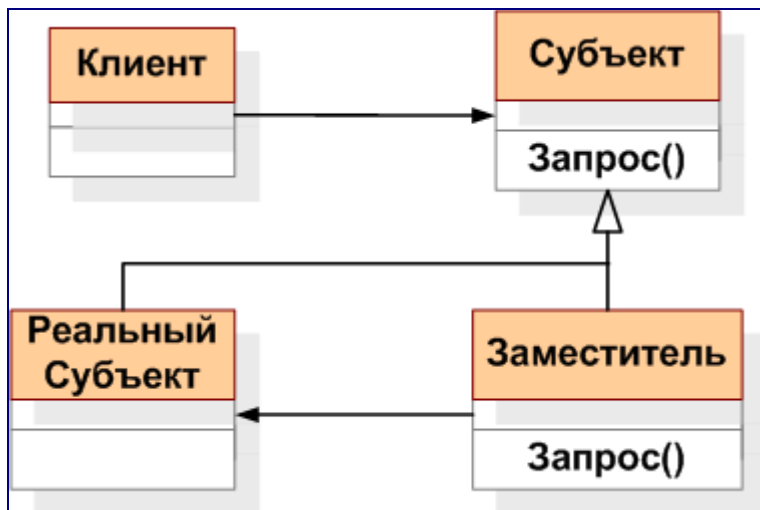 Клиент
Субъект
Запрос()
Реальный
Субъект
Заместитель
Запрос()